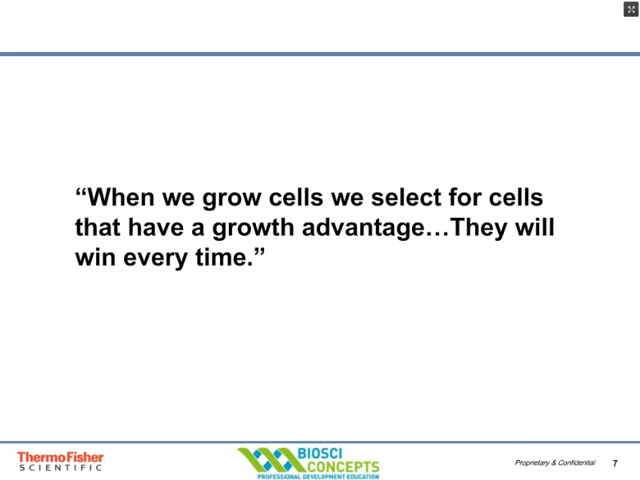 “When we grow cells we select for cells
that have a growth advantage…They will
win every time.”
ThermoFisher
SCIENTIFIC
BIOSCI
CONCEPTS
PROFESSIONAL DEVELOPMENT EDUCATION
Proprietary & Confidential
7